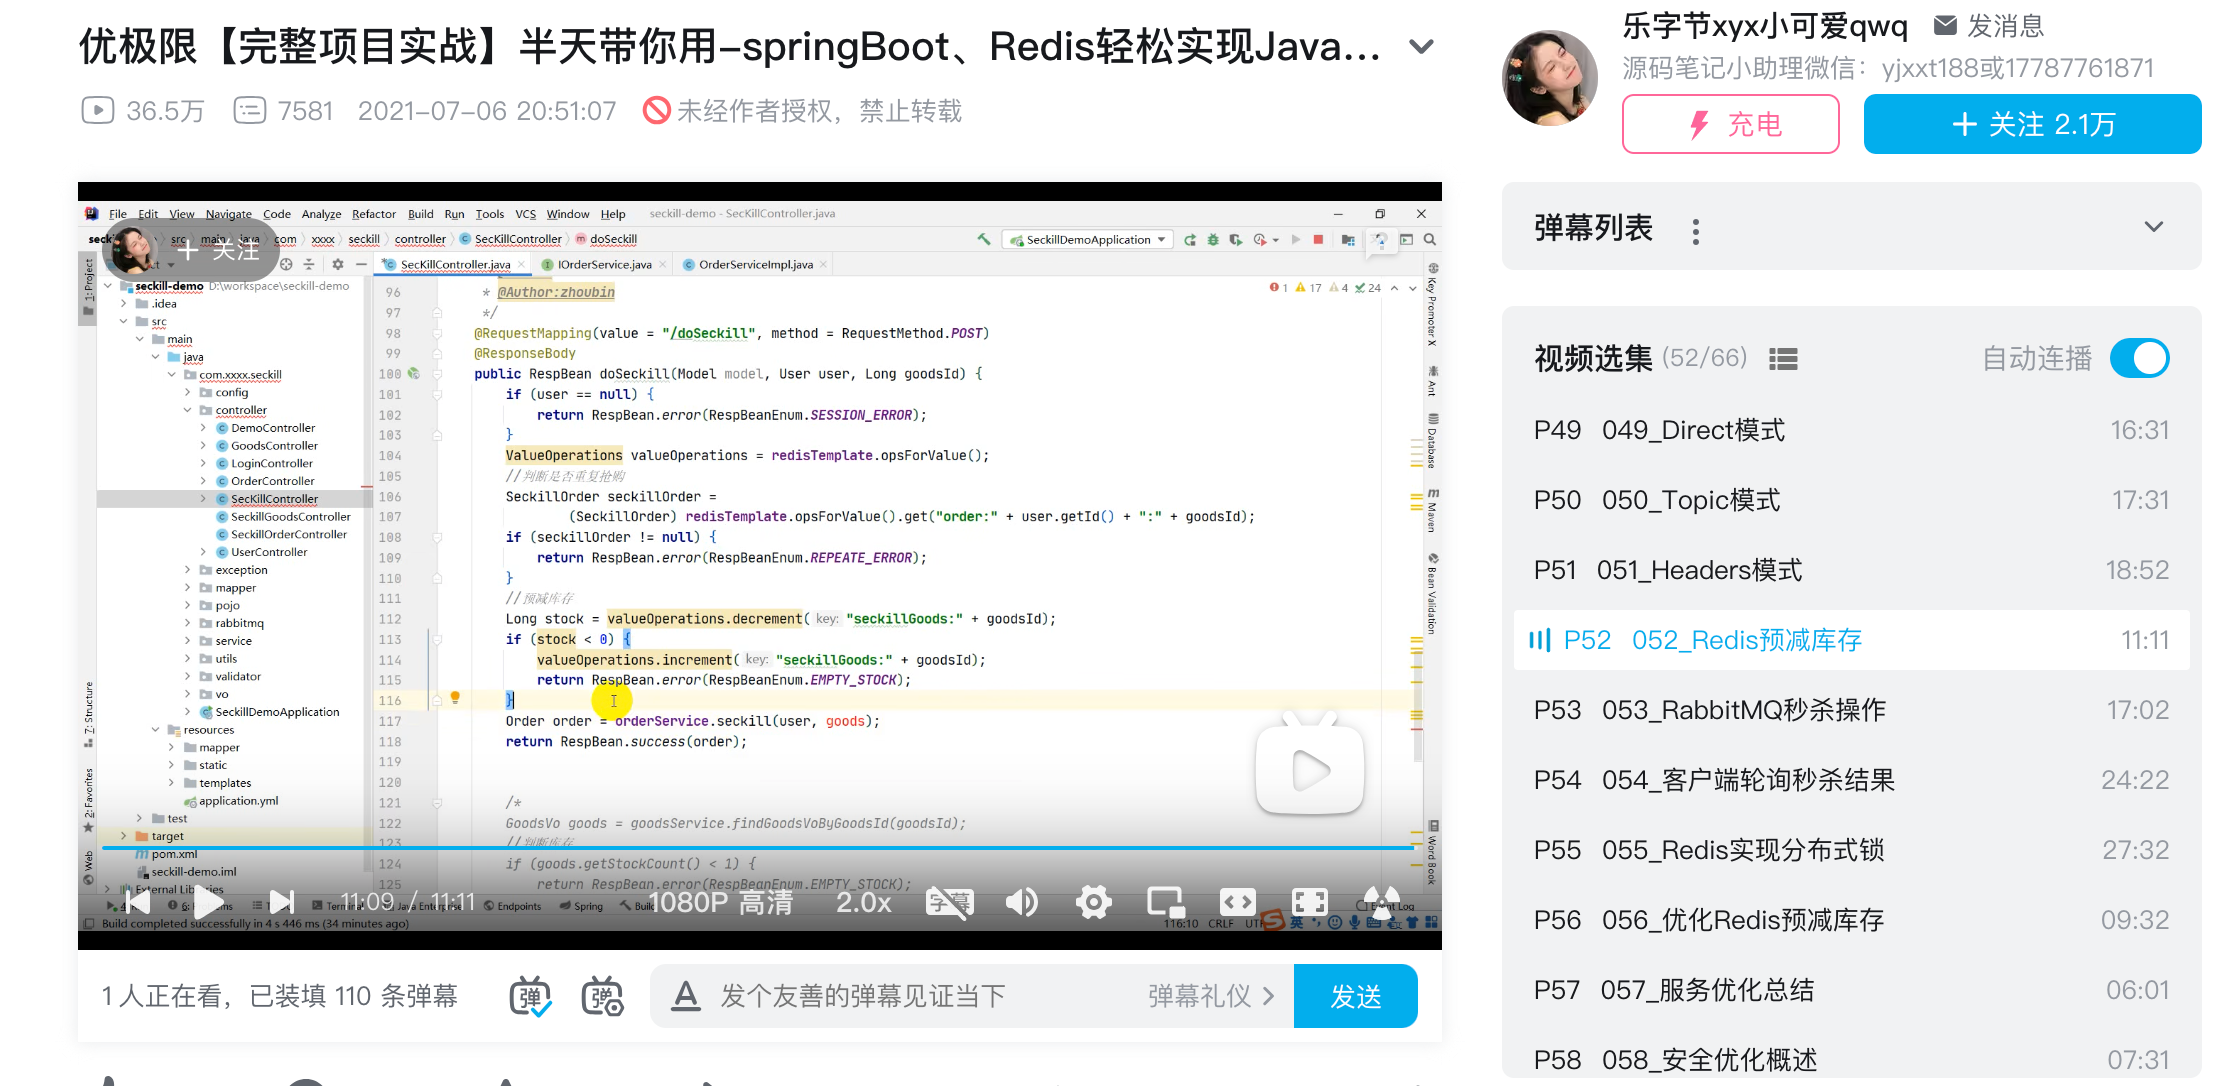 优极限【完整项目实战】半天带你用-springBoot、Redis轻松实现Java...
36.5万 7581 2021-07-06 20:51:07 未经作者授权，禁止转载
乐字节xyx小可爱qwq 发消息
源码笔记小助理微信：yjxxt188或17787761871
充电
+ 关注 2.1万
File Edit View Navigate Code Analyze Refactor Build Run Tools VCS Window Help seckill-demo - SecKillController.java
src main java com xxxx seckill controller SecKillController doSeckill
SeckillDemoApplication
+ 关注
SecKillController.java IOrderService.java OrderServiceImpl.java
1: Project
seckill-demo D:\workspace\seckill-demo
.idea
src
main
java
com.xxxx.seckill
config
controller
DemoController
GoodsController
LoginController
OrderController
SecKillController
SeckillGoodsController
SeckillOrderController
UserController
exception
mapper
pojo
rabbitmq
service
utils
validator
vo
SeckillDemoApplication
resources
mapper
static
templates
application.yml
test
target
pom.xml
seckill-demo.iml
External Libraries
7: Structure
2: Favorites
Web
1 17 4 24
96 * @Author:zhoubin
97 */
98 @RequestMapping(value = "/doSeckill", method = RequestMethod.POST)
99 @ResponseBody
100 public RespBean doSeckill(Model model, User user, Long goodsId) {
101 if (user == null) {
102 return RespBean.error(RespBeanEnum.SESSION_ERROR);
103 }
104 ValueOperations valueOperations = redisTemplate.opsForValue();
105 //判断是否重复抢购
106 SeckillOrder seckillOrder =
107 (SeckillOrder) redisTemplate.opsForValue().get("order:" + user.getId() + ":" + goodsId);
108 if (seckillOrder != null) {
109 return RespBean.error(RespBeanEnum.REPEATE_ERROR);
110 }
111 //预减库存
112 Long stock = valueOperations.decrement( key: "seckillGoods:" + goodsId);
113 if (stock < 0) {
114 valueOperations.increment( key: "seckillGoods:" + goodsId);
115 return RespBean.error(RespBeanEnum.EMPTY_STOCK);
116 }
117 Order order = orderService.seckill(user, goods);
118 return RespBean.success(order);
119
120
121 /*
122 GoodsVo goods = goodsService.findGoodsVoByGoodsId(goodsId);
123 //判断库存
124 if (goods.getStockCount() < 1) {
125 return RespBean.error(RespBeanEnum.EMPTY_STOCK);
Key Promoter X
Ant
Database
Maven
Bean Validation
Word Book
11:09 / 11:11 1080P 高清 2.0x 字幕
Java Enterprise Endpoints Spring Build Event Log
Build completed successfully in 4 s 446 ms (34 minutes ago) 116:10 CRLF 英
1人正在看，已装填 110 条弹幕 弹 弹 A 发个友善的弹幕见证当下 弹幕礼仪 发送
弹幕列表
视频选集 (52/66) 自动连播
P49 049_Direct模式 16:31
P50 050_Topic模式 17:31
P51 051_Headers模式 18:52
P52 052_Redis预减库存 11:11
P53 053_RabbitMQ秒杀操作 17:02
P54 054_客户端轮询秒杀结果 24:22
P55 055_Redis实现分布式锁 27:32
P56 056_优化Redis预减库存 09:32
P57 057_服务优化总结 06:01
P58 058_安全优化概述 07:31